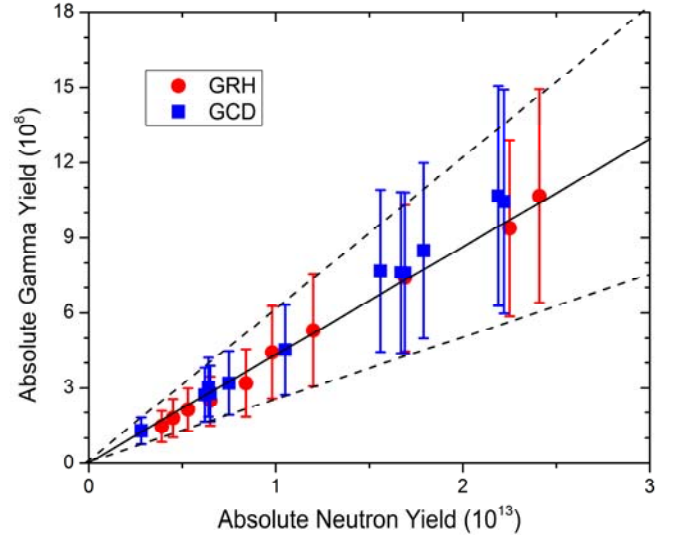 18
15
12
9
6
3
0
Absolute Gamma Yield (10⁸)
GRH
GCD
0
1
2
3
Absolute Neutron Yield (10¹³)